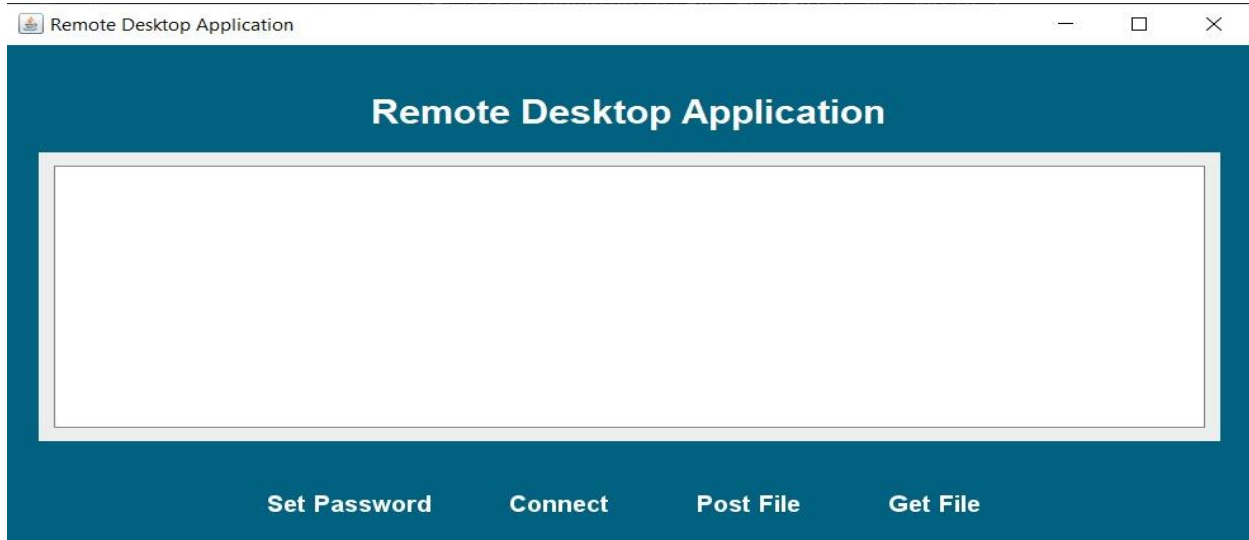 Remote Desktop Application
Remote Desktop Application
Set Password Connect Post File Get File